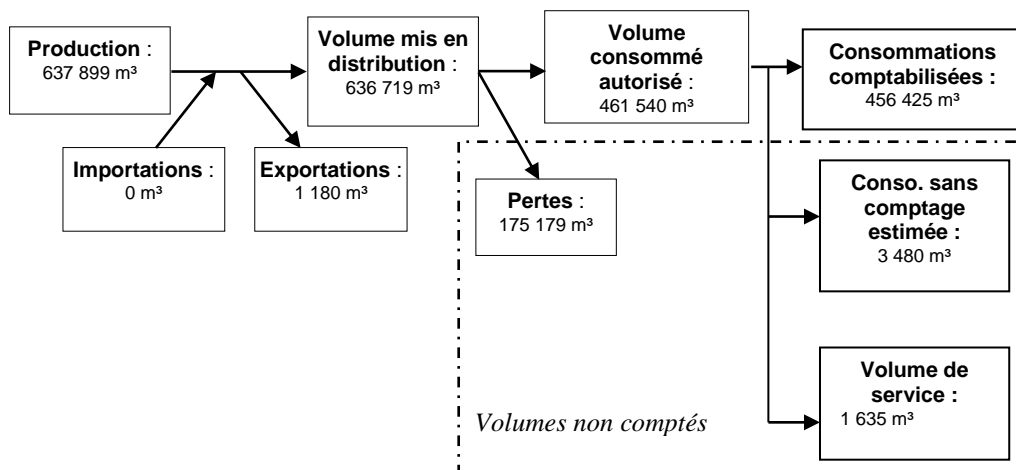 Production :
637 899 m³
Volume mis en
distribution :
636 719 m³
Volume
consommé
autorisé :
461 540 m³
Consommations
comptabilisées :
456 425 m³
Importations :
0 m³
Exportations :
1 180 m³
Pertes :
175 179 m³
Conso. sans
comptage
estimée :
3 480 m³
Volume de
service :
1 635 m³
Volumes non comptés